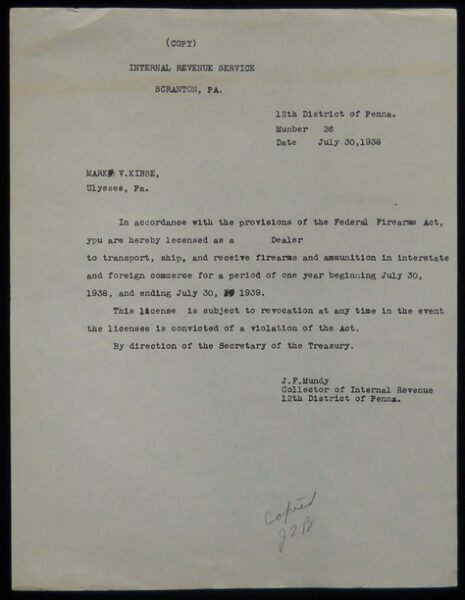 (COPY)
INTERNAL REVENUE SERVICE
SCRANTON, PA.
12th District of Penna.
Munber 26
Date July 30,1938
MARK V.KIBBE,
Ulysses, Pa.
In accordance with the provisions of the Federal Firearms Act,
ypu are hereby lecensed as a Dealer
to transport, ship, and receive firearms and ammunition in interstate
and foreign commerce for a period of one year beginning July 30,
1938, and ending July 30, 1939.
This license is subject to revocation at any time in the event
the licensee is convicted of a violation of the Act.
By direction of the Secretary of the Treasury.
J.F.Mundy
Collector of Internal Revenue
12th District of Penna.
copied